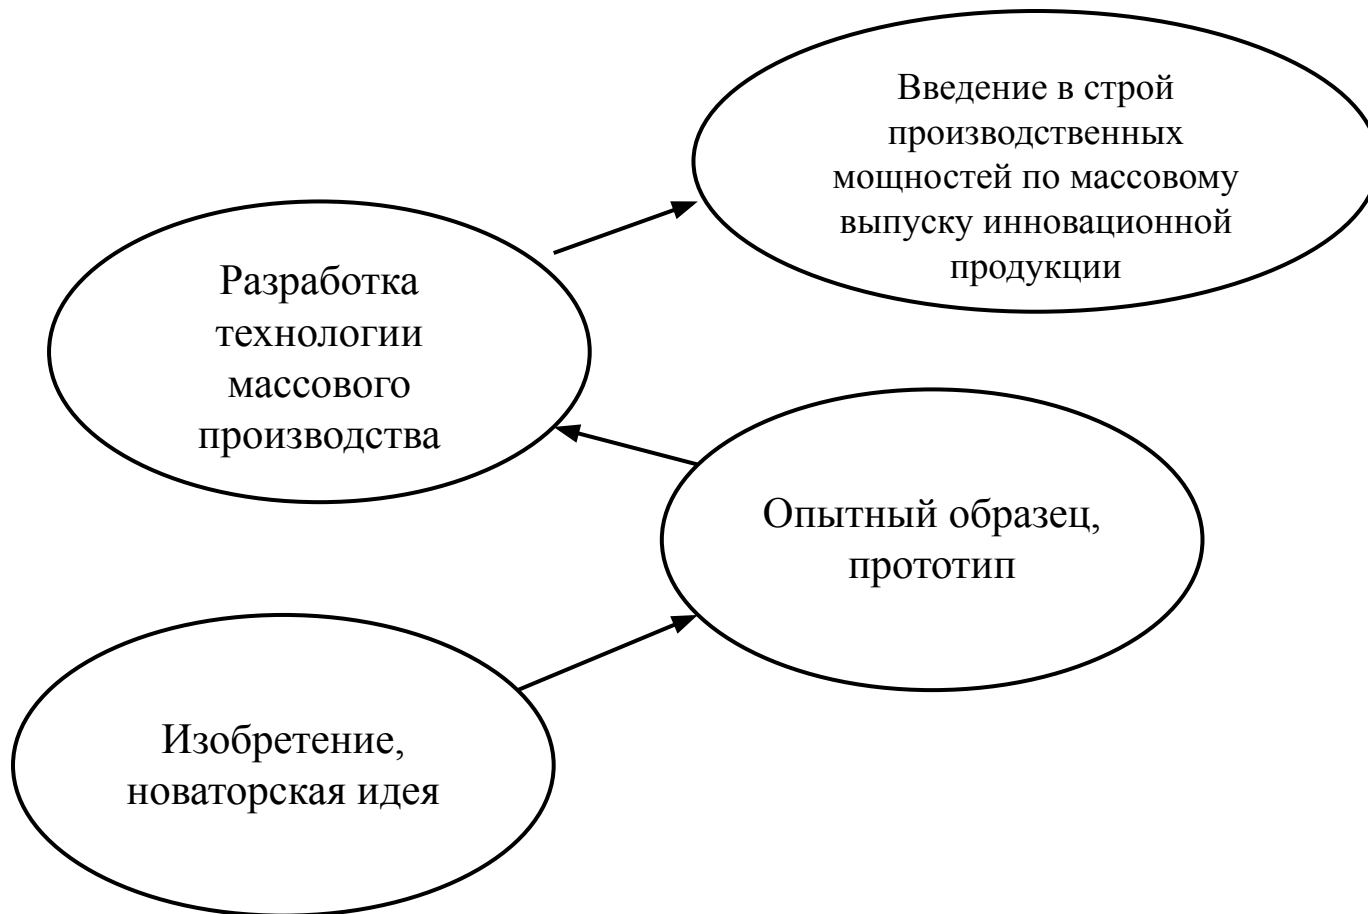 Введение в строй
производственных
мощностей по массовому
выпуску инновационной
продукции
Разработка
технологии
массового
производства
Опытный образец,
прототип
Изобретение,
новаторская идея